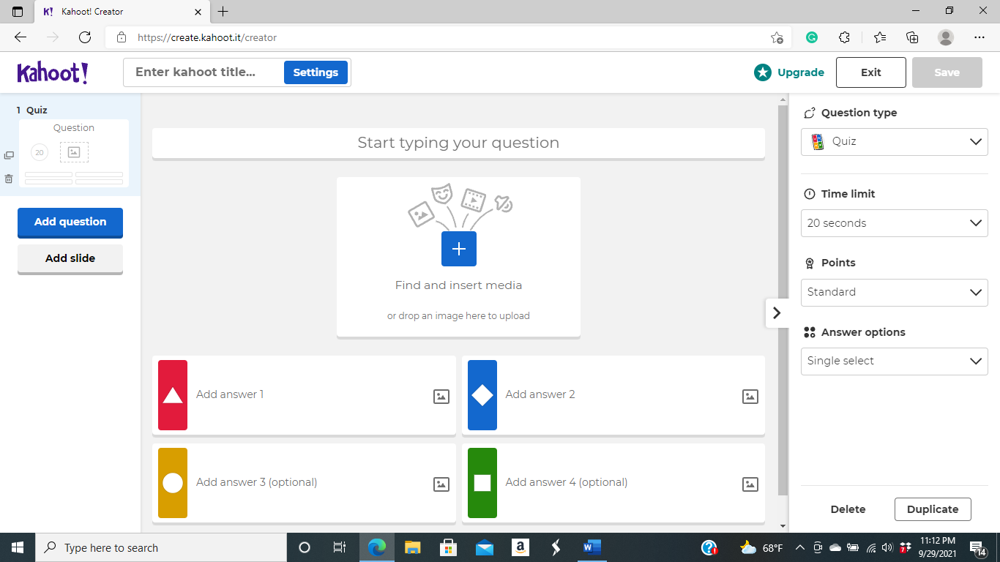 K! Kahoot! Creator
https://create.kahoot.it/creator
Kahoot!
Enter kahoot title...
Settings
Upgrade
Exit
Save
1 Quiz
Question
20
Add question
Add slide
Start typing your question
Find and insert media
or drop an image here to upload
Add answer 1
Add answer 2
Add answer 3 (optional)
Add answer 4 (optional)
Question type
Quiz
Time limit
20 seconds
Points
Standard
Answer options
Single select
Delete
Duplicate
Type here to search
68°F
11:12 PM
9/29/2021
14